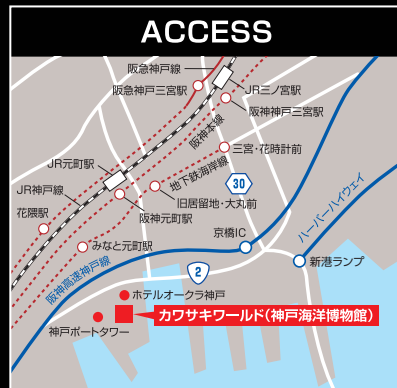 ACCESS
阪急神戸線
阪急神戸三宮駅
JR三ノ宮駅
阪神神戸三宮駅
阪神本線
三宮・花時計前
JR元町駅
地下鉄海岸線
30
JR神戸線
旧居留地・大丸前
花隈駅
阪神元町駅
ハーバーハイウェイ
みなと元町駅
京橋IC
阪神高速神戸線
2
新港ランプ
ホテルオークラ神戸
カワサキワールド(神戸海洋博物館)
神戸ポートタワー